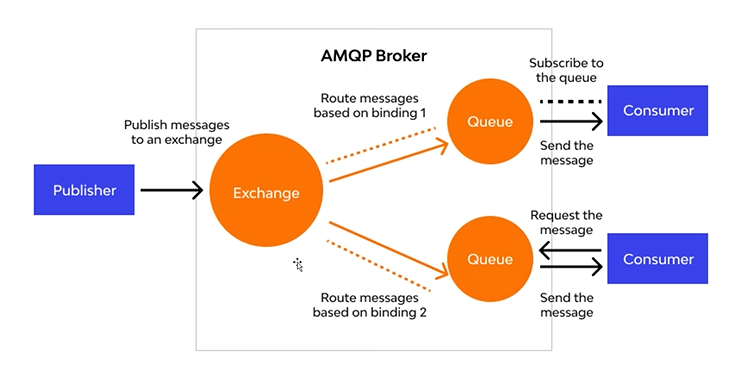 AMQP Broker
Subscribe to
the queue
Route messages
based on binding 1
Queue
Consumer
Publish messages
to an exchange
Send the
message
Publisher
Exchange
Request the
message
Queue
Consumer
Route messages
based on binding 2
Send the
message